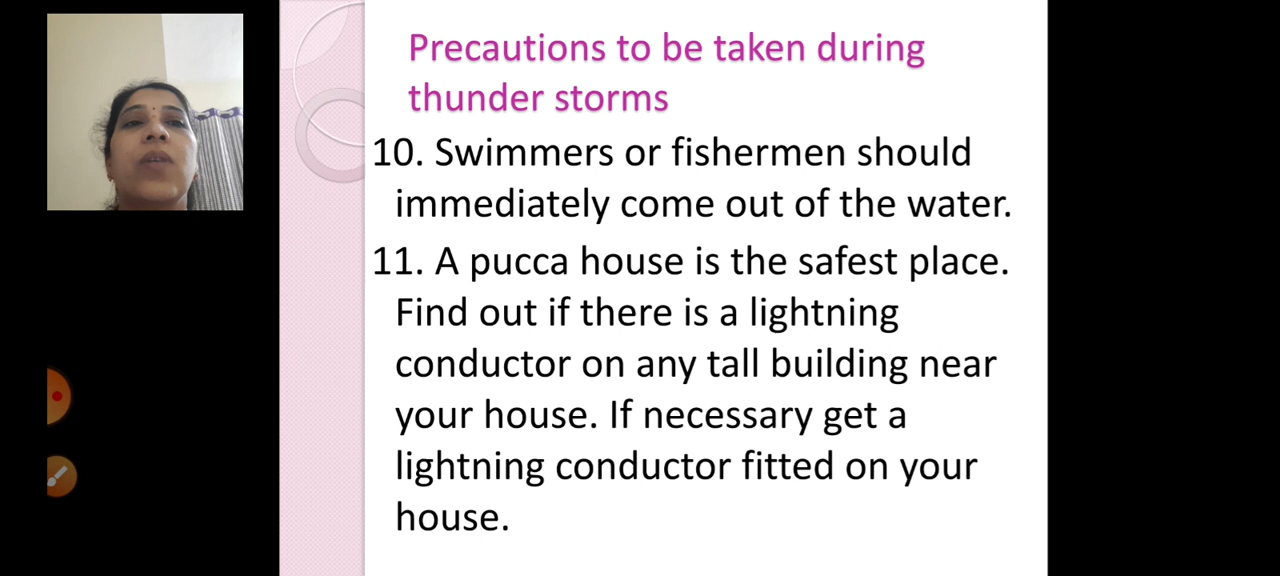 Precautions to be taken during
thunder storms
10. Swimmers or fishermen should
immediately come out of the water.
11. A pucca house is the safest place.
Find out if there is a lightning
conductor on any tall building near
your house. If necessary get a
lightning conductor fitted on your
house.